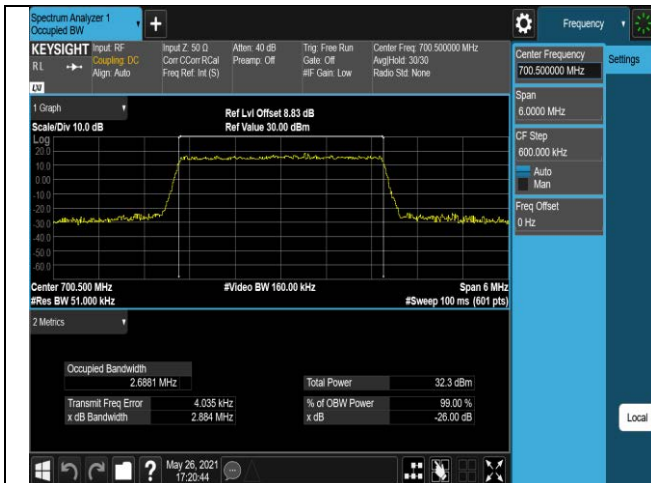 Spectrum Analyzer 1
Occupied BW
+
Frequency
KEYSIGHT
RL
LXI
Input: RF
Coupling: DC
Align: Auto
Input Z: 50 Ω
Corr CCorr RCal
Freq Ref: Int (S)
Atten: 40 dB
Preamp: Off
Trig: Free Run
Gate: Off
#IF Gain: Low
Center Freq: 700.500000 MHz
Avg|Hold: 30/30
Radio Std: None
Center Frequency
700.500000 MHz
Settings
Span
6.0000 MHz
CF Step
600.000 kHz
Auto
Man
Freq Offset
0 Hz
Local
1 Graph
Scale/Div 10.0 dB
Ref Lvl Offset 8.83 dB
Ref Value 30.00 dBm
Log
20.0
10.0
0.00
-10.0
-20.0
-30.0
-40.0
-50.0
-60.0
Center 700.500 MHz
#Video BW 160.00 kHz
Span 6 MHz
#Res BW 51.000 kHz
#Sweep 100 ms (601 pts)
2 Metrics
Occupied Bandwidth
2.6881 MHz
Total Power 32.3 dBm
Transmit Freq Error 4.035 kHz
% of OBW Power 99.00 %
x dB Bandwidth 2.884 MHz
x dB -26.00 dB
?
May 26, 2021
17:20:44